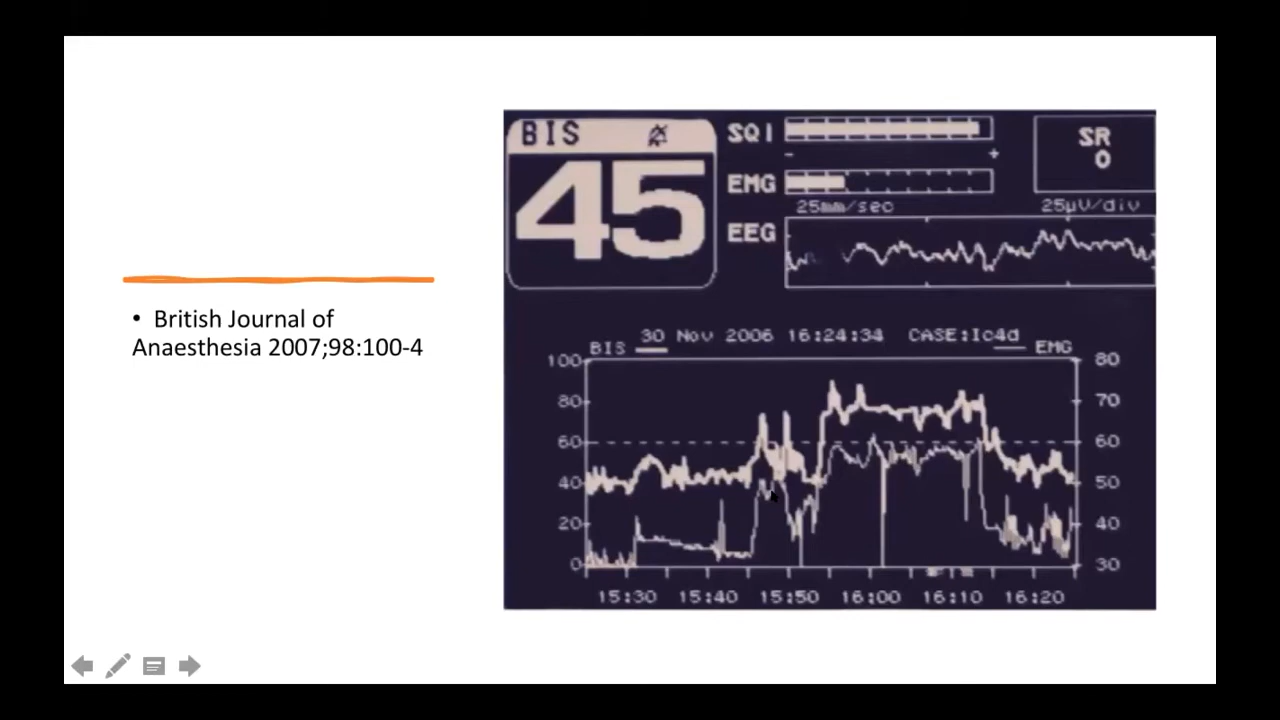 • British Journal of
Anaesthesia 2007;98:100-4
BIS
45
SQI
- +
SR
0
EMG
25mm/sec 25µV/div
EEG
30 Nov 2006 16:24:34 CASE:Ic4d
BIS EMG
100 80
80 70
60 60
40 50
20 40
0 30
15:30 15:40 15:50 16:00 16:10 16:20